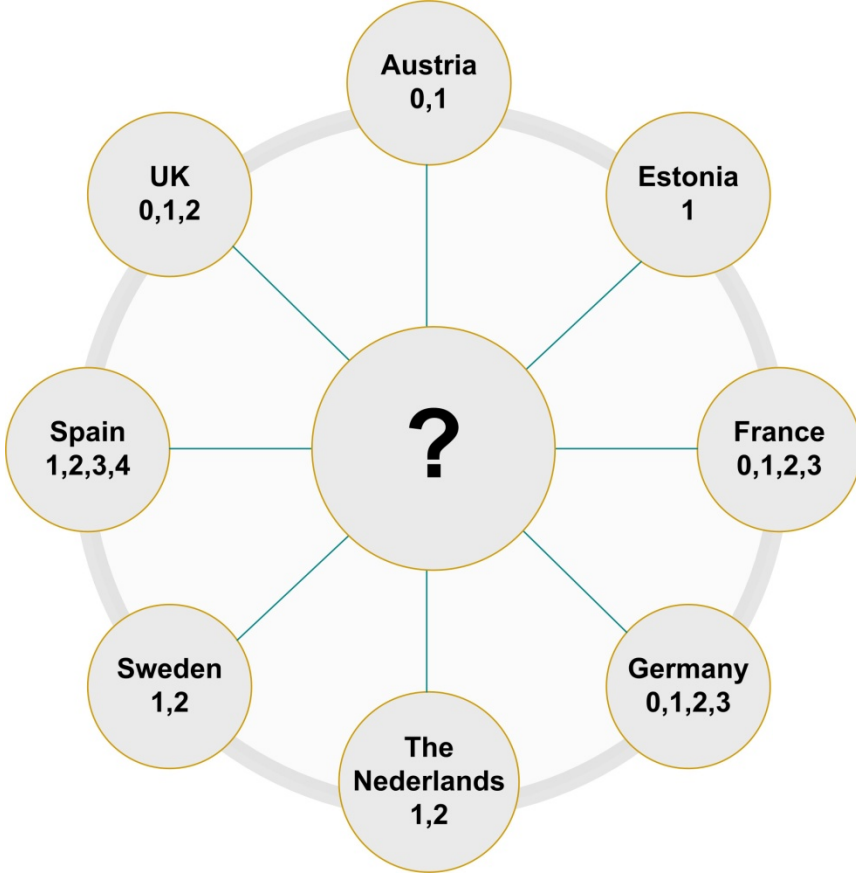 Austria
0,1
UK
0,1,2
Estonia
1
Spain
1,2,3,4
?
France
0,1,2,3
Sweden
1,2
Germany
0,1,2,3
The
Nederlands
1,2